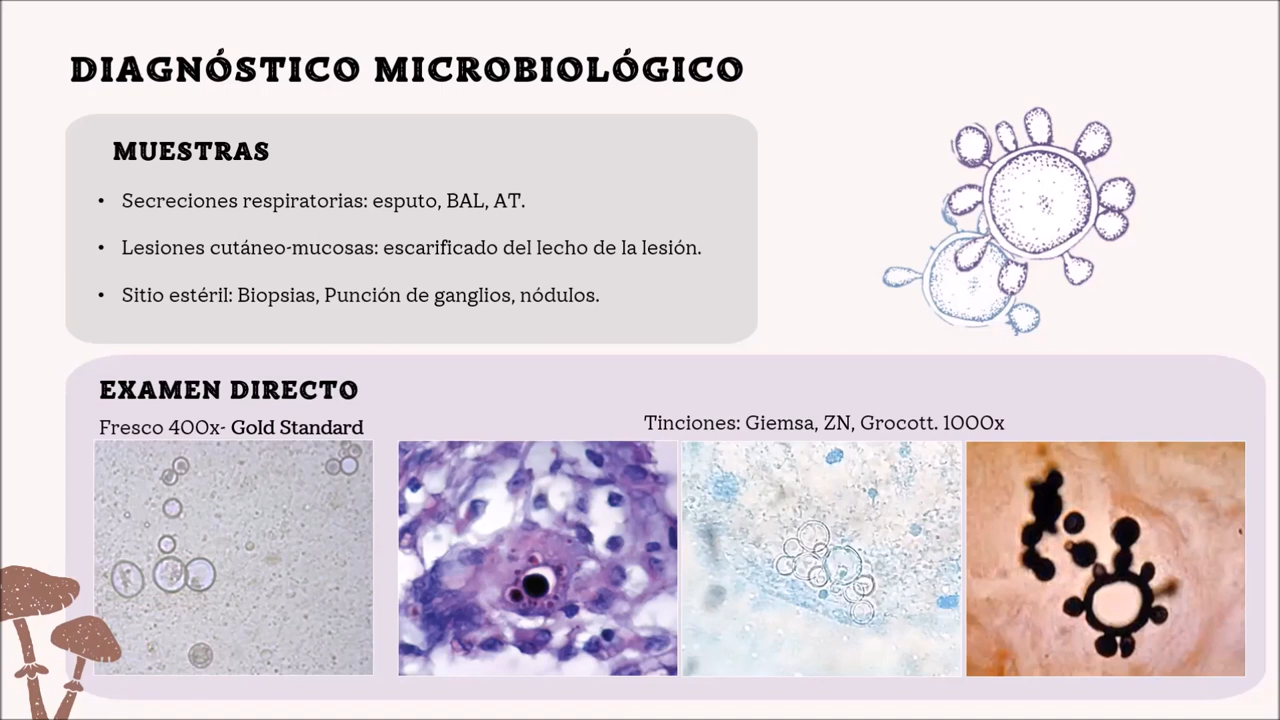 DIAGNÓSTICO MICROBIOLÓGICO
MUESTRAS
• Secreciones respiratorias: esputo, BAL, AT.
• Lesiones cutáneo-mucosas: escarificado del lecho de la lesión.
• Sitio estéril: Biopsias, Punción de ganglios, nódulos.
EXAMEN DIRECTO
Fresco 400x- Gold Standard
Tinciones: Giemsa, ZN, Grocott. 1000x